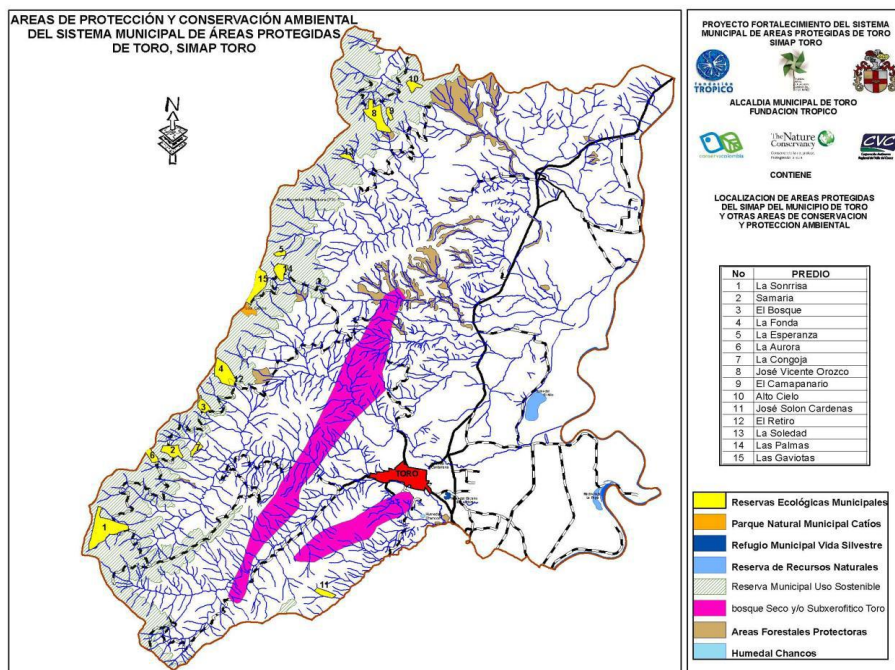 AREAS DE PROTECCIÓN Y CONSERVACIÓN AMBIENTAL
DEL SISTEMA MUNICIPAL DE ÁREAS PROTEGIDAS
DE TORO, SIMAP TORO
N
10
8
9
13
5
14
15
4
12
3
6
2
7
1
11
TORO
PROYECTO FORTALECIMIENTO DEL SISTEMA
MUNICIPAL DE AREAS PROTEGIDAS DE TORO
SIMAP TORO
fundación
TROPICO
ALCALDIA MUNICIPAL DE TORO
FUNDACION TROPICO
The Nature
Conservancy
CVC
CONTIENE
LOCALIZACION DE AREAS PROTEGIDAS
DEL SIMAP DEL MUNICIPIO DE TORO
Y OTRAS AREAS DE CONSERVACION
Y PROTECCION AMBIENTAL
No PREDIO
1 La Sonrrisa
2 Samaria
3 El Bosque
4 La Fonda
5 La Esperanza
6 La Aurora
7 La Congoja
8 José Vicente Orozco
9 El Camapanario
10 Alto Cielo
11 José Solon Cardenas
12 El Retiro
13 La Soledad
14 Las Palmas
15 Las Gaviotas
Reservas Ecológicas Municipales
Parque Natural Municipal Catíos
Refugio Municipal Vida Silvestre
Reserva de Recursos Naturales
Reserva Municipal Uso Sostenible
bosque Seco y/o Subxerofitico Toro
Areas Forestales Protectoras
Humedal Chancos